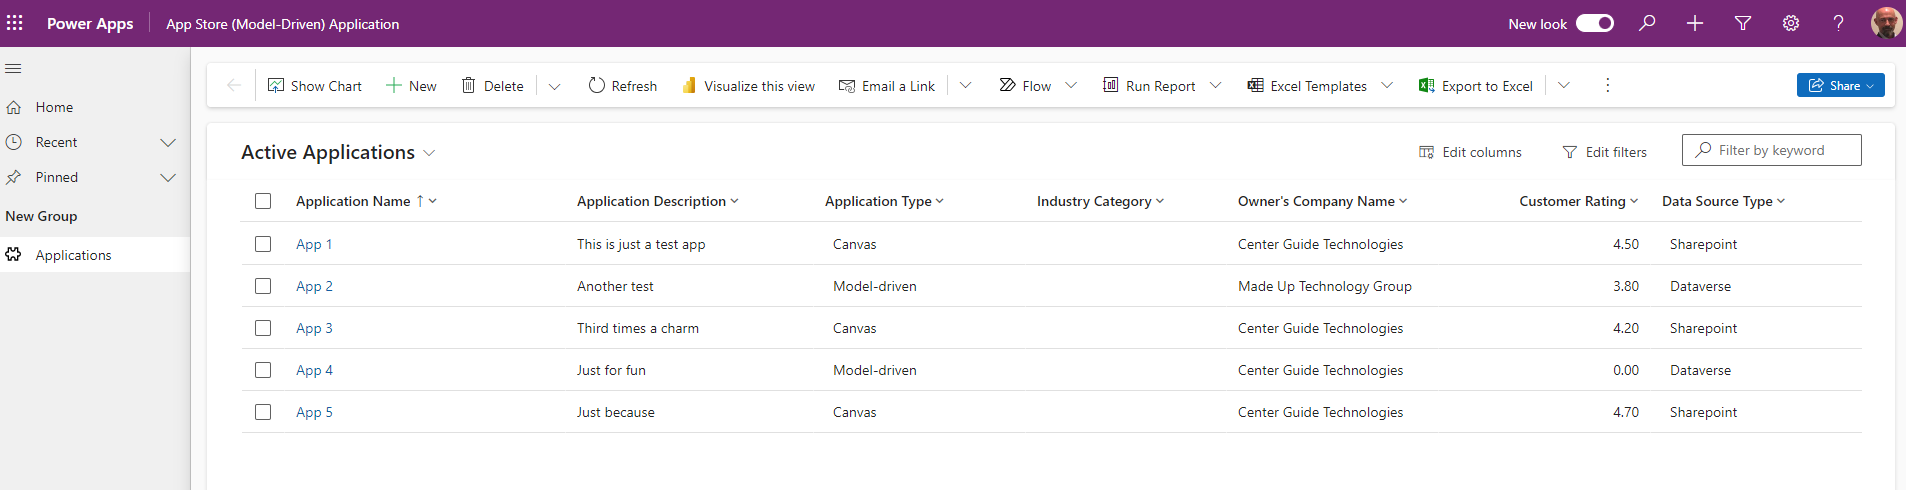 Power Apps App Store (Model-Driven) Application New look
Show Chart New Delete Refresh Visualize this view Email a Link Flow Run Report Excel Templates Export to Excel Share
Home
Recent
Pinned
New Group
Applications
Active Applications Edit columns Edit filters Filter by keyword
Application Name Application Description Application Type Industry Category Owner's Company Name Customer Rating Data Source Type
App 1 This is just a test app Canvas Center Guide Technologies 4.50 Sharepoint
App 2 Another test Model-driven Made Up Technology Group 3.80 Dataverse
App 3 Third times a charm Canvas Center Guide Technologies 4.20 Sharepoint
App 4 Just for fun Model-driven Center Guide Technologies 0.00 Dataverse
App 5 Just because Canvas Center Guide Technologies 4.70 Sharepoint